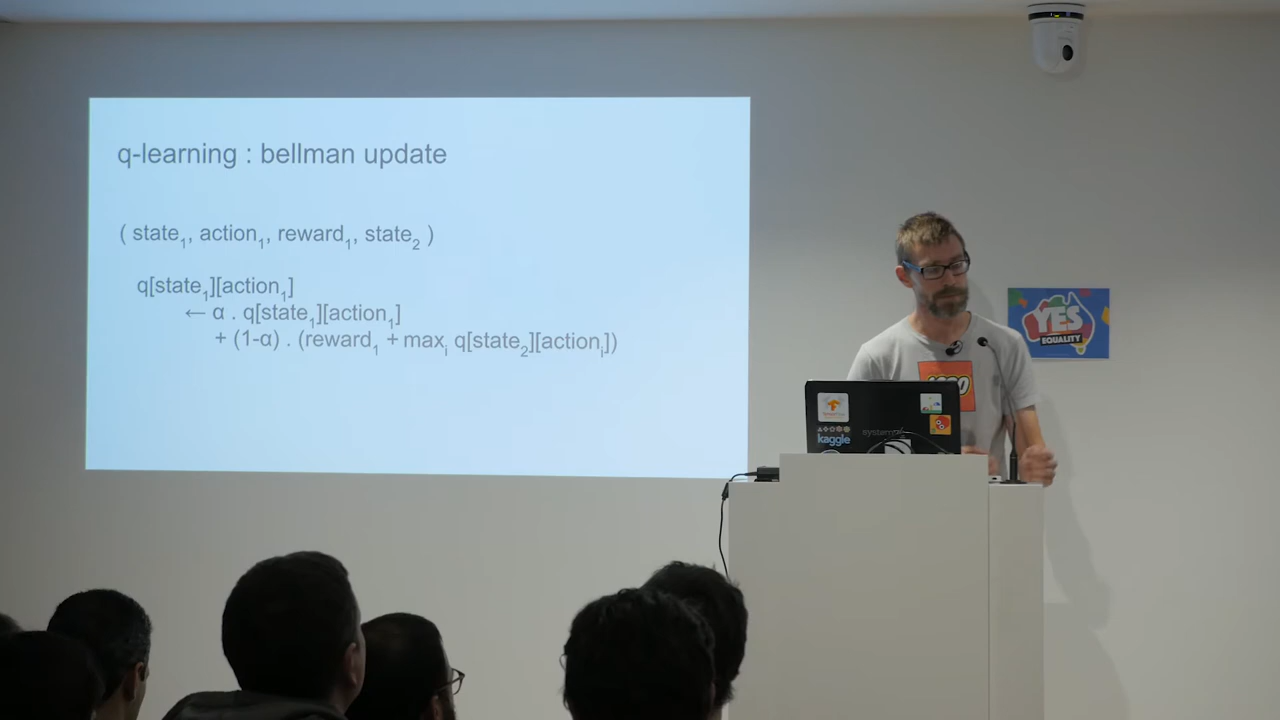 q-learning : bellman update
( state₁, action₁, reward₁, state₂ )
q[state₁][action₁]
← α . q[state₁][action₁]
+ (1-α) . (reward₁ + maxᵢ q[state₂][actionᵢ])
YES
EQUALITY
LEGO
kaggle